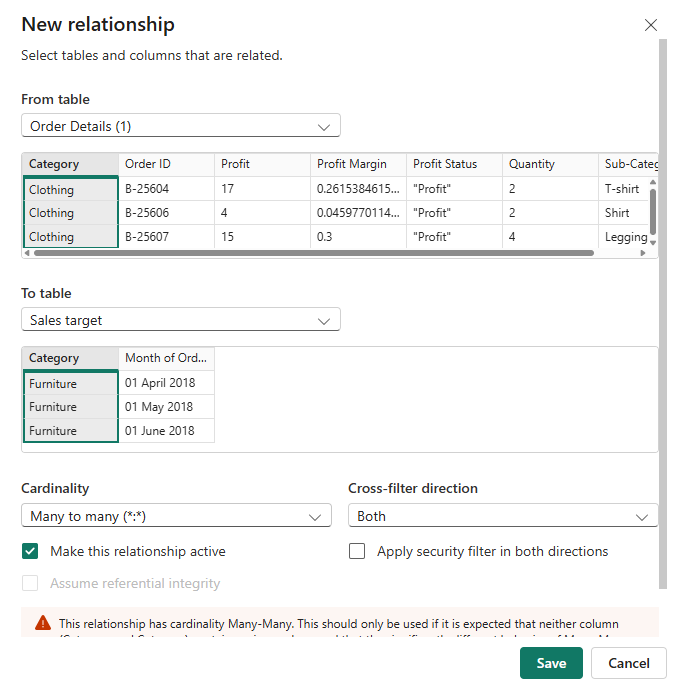 New relationship
Select tables and columns that are related.
From table
Order Details (1)
Category Order ID Profit Profit Margin Profit Status Quantity Sub-Categ
Clothing B-25604 17 0.2615384615... "Profit" 2 T-shirt
Clothing B-25606 4 0.0459770114... "Profit" 2 Shirt
Clothing B-25607 15 0.3 "Profit" 4 Legging
To table
Sales target
Category Month of Ord...
Furniture 01 April 2018
Furniture 01 May 2018
Furniture 01 June 2018
Cardinality Cross-filter direction
Many to many (*:*) Both
Make this relationship active Apply security filter in both directions
Assume referential integrity
This relationship has cardinality Many-Many. This should only be used if it is expected that neither column
Save Cancel